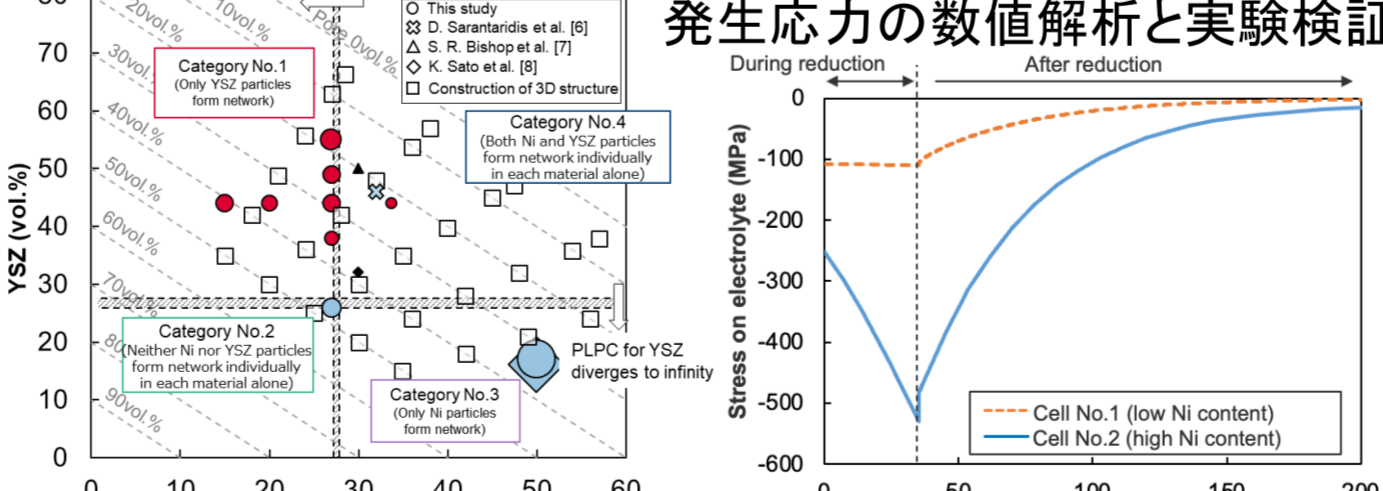 発生応力の数値解析と実験検証
This study
D. Sarantaridis et al. [6]
S. R. Bishop et al. [7]
K. Sato et al. [8]
Construction of 3D structure
Pore 0vol.%
10vol.%
20vol.%
30vol.
40vol.%
50vol.%
60vol.%
70vol.%
80
90vol.%
Category No.1
(Only YSZ particles
form network)
Category No.4
(Both Ni and YSZ particles
form network individually
in each material alone)
Category No.2
(Neither Ni nor YSZ particles
form network individually
in each material alone)
Category No.3
(Only Ni particles
form network)
PLPC for YSZ
diverges to infinity
YSZ (vol.%)
70
60
50
40
30
20
10
0
0 10 20 30 40 50 60
During reduction
After reduction
Stress on electrolyte (MPa)
0
-100
-200
-300
-400
-500
-600
Cell No.1 (low Ni content)
Cell No.2 (high Ni content)
0 50 100 150 200